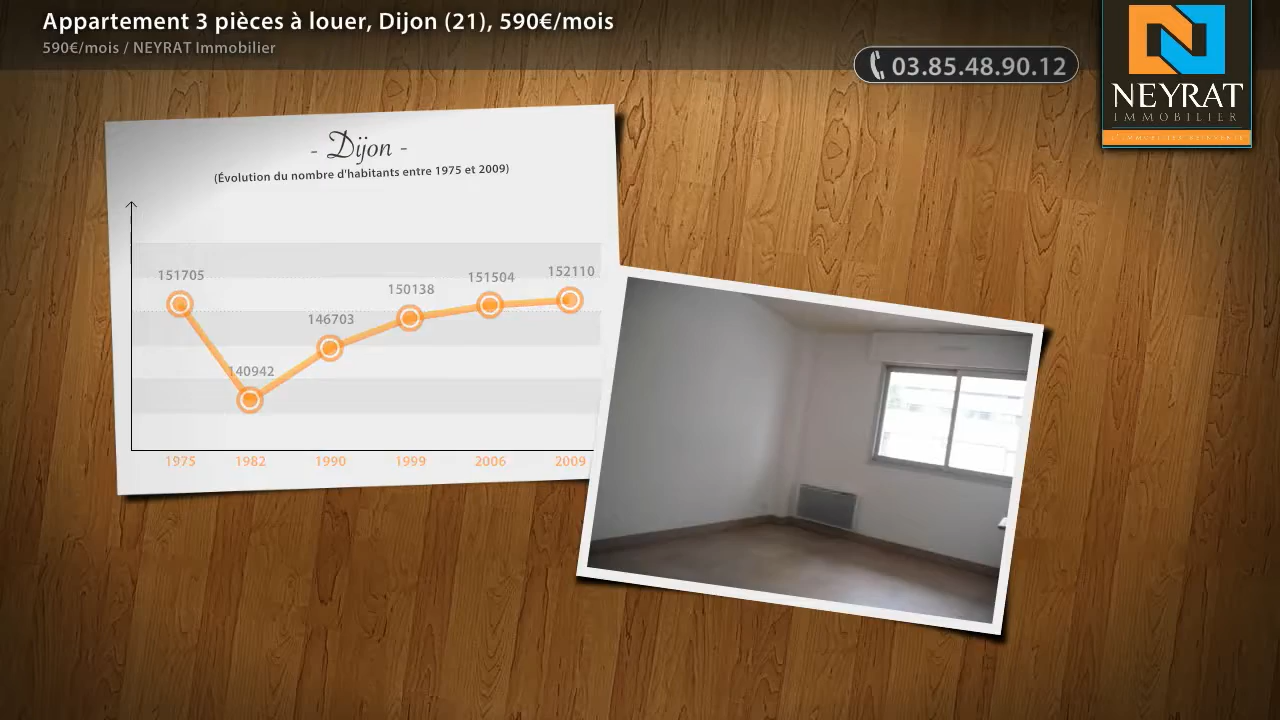 Appartement 3 pièces à louer, Dijon (21), 590€/mois
590€/mois / NEYRAT Immobilier
03.85.48.90.12
NEYRAT
IMMOBILIER
- Dijon -
(Évolution du nombre d'habitants entre 1975 et 2009)
151705
140942
146703
150138
151504
152110
1975 1982 1990 1999 2006 2009